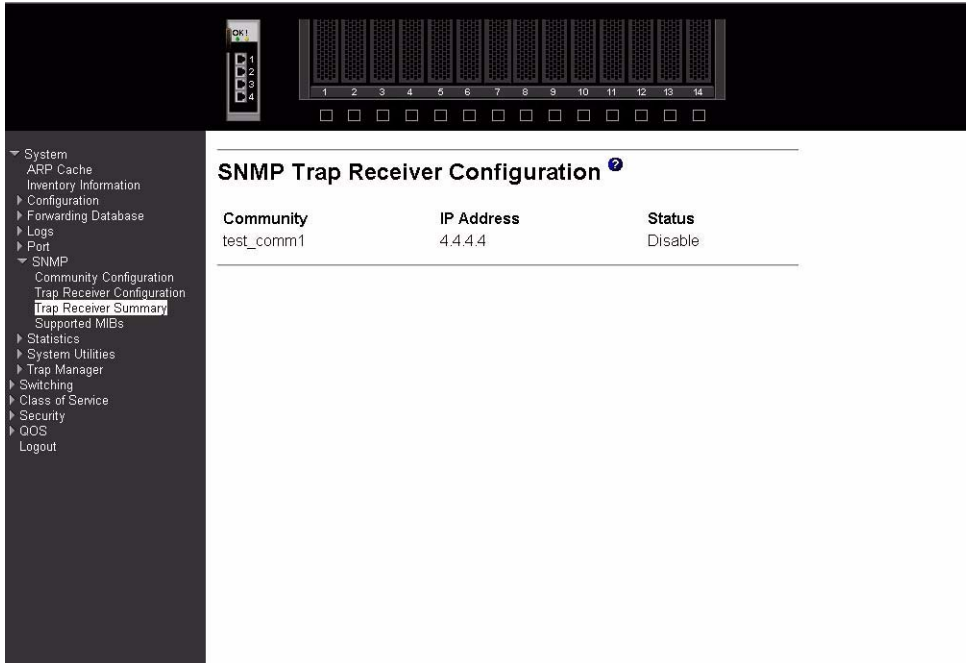 OK!
1
2
3
4
1 2 3 4 5 6 7 8 9 10 11 12 13 14
System
ARP Cache
Inventory Information
Configuration
Forwarding Database
Logs
Port
SNMP
Community Configuration
Trap Receiver Configuration
Trap Receiver Summary
Supported MIBs
Statistics
System Utilities
Trap Manager
Switching
Class of Service
Security
QOS
Logout
SNMP Trap Receiver Configuration ?
Community IP Address Status
test_comm1 4.4.4.4 Disable